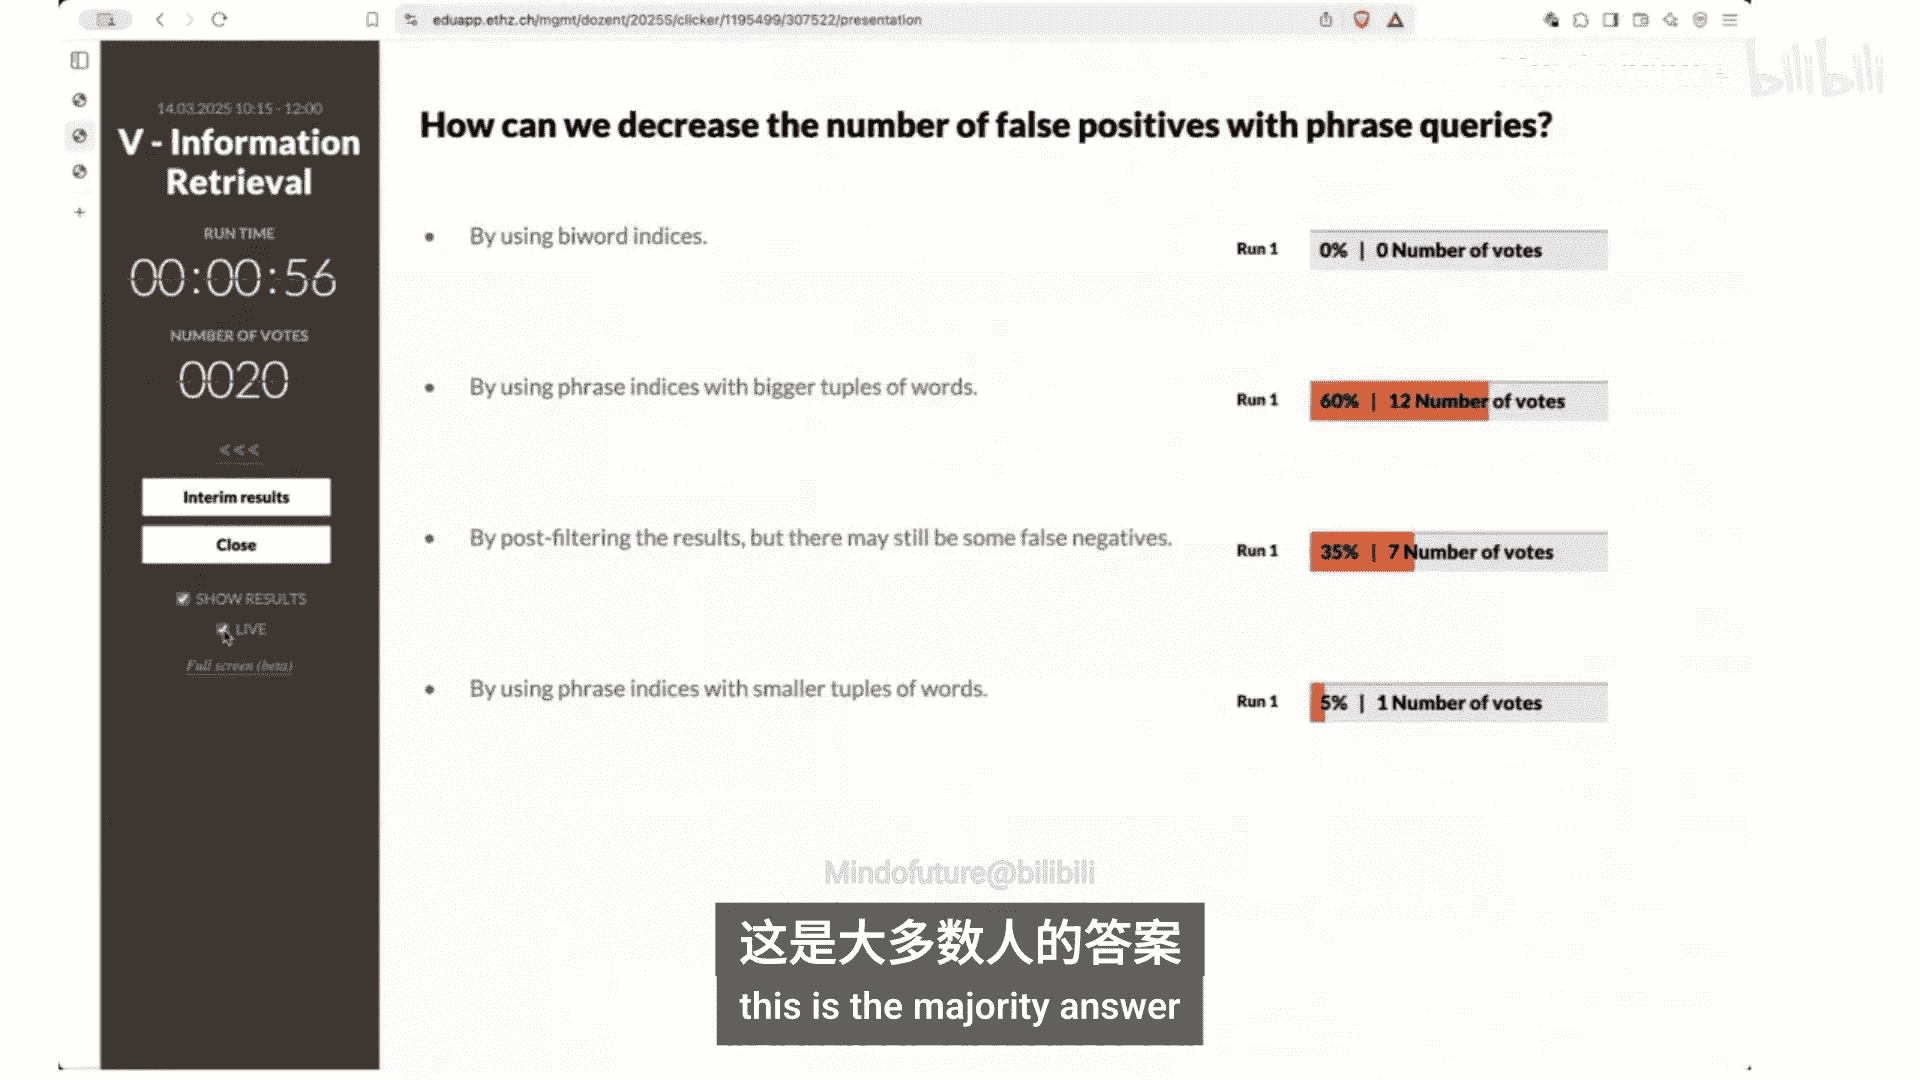 eduapp.ethz.ch/mgmt/dozent/2025S/clicker/1195499/307522/presentation
bilibili
14.03.2025 10:15 - 12:00
V - Information
Retrieval
RUN TIME
00:00:56
NUMBER OF VOTES
0020
<<<
Interim results
Close
SHOW RESULTS
LIVE
Full screen (beta)
How can we decrease the number of false positives with phrase queries?
• By using biword indices.
Run 1 0% | 0 Number of votes
• By using phrase indices with bigger tuples of words.
Run 1 60% | 12 Number of votes
• By post-filtering the results, but there may still be some false negatives.
Run 1 35% | 7 Number of votes
• By using phrase indices with smaller tuples of words.
Run 1 5% | 1 Number of votes
Mindofuture@bilibili
这是大多数人的答案
this is the majority answer